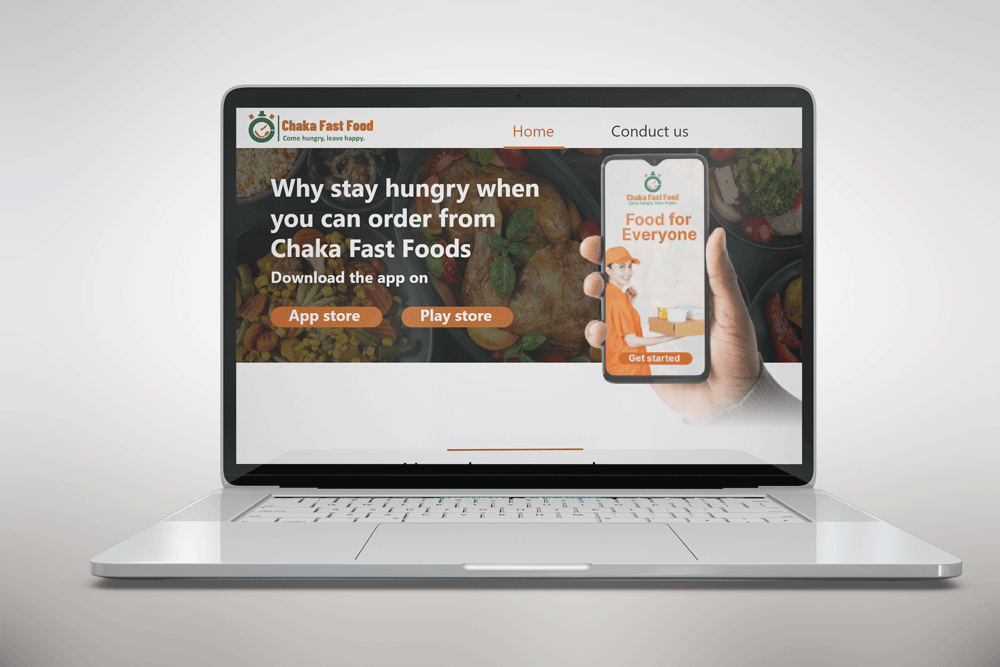 Chaka Fast Food
Come hungry, leave happy.
Home
Conduct us
Why stay hungry when
you can order from
Chaka Fast Foods
Download the app on
App store
Play store
Chaka Fast Food
Come hungry, leave happy.
Food for
Everyone
Get started